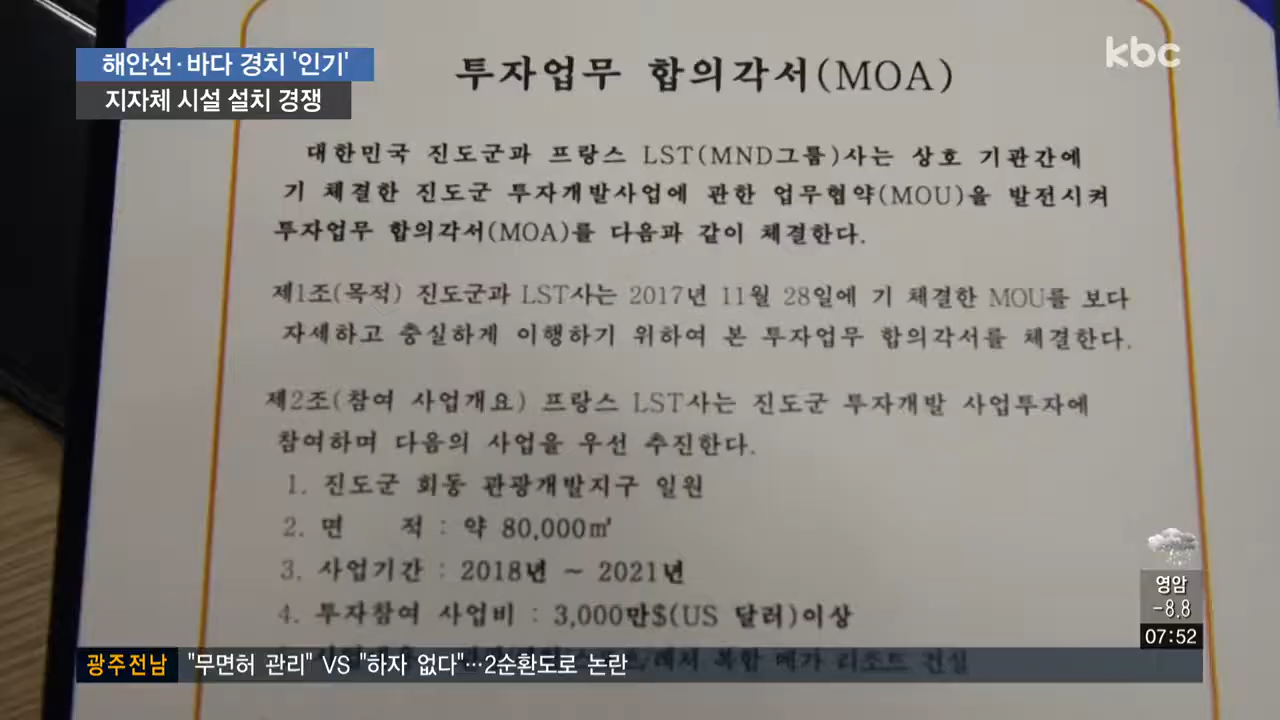 해안선·바다 경치 '인기'
지자체 시설 설치 경쟁
kbc
투자업무 합의각서(MOA)
대한민국 진도군과 프랑스 LST(MND그룹)사는 상호 기관간에
기 체결한 진도군 투자개발사업에 관한 업무협약(MOU)을 발전시켜
투자업무 합의각서(MOA)를 다음과 같이 체결한다.
제1조(목적) 진도군과 LST사는 2017년 11월 28일에 기 체결한 MOU를 보다
자세하고 충실하게 이행하기 위하여 본 투자업무 합의각서를 체결한다.
제2조(참여 사업개요) 프랑스 LST사는 진도군 투자개발 사업투자에
참여하며 다음의 사업을 우선 추진한다.
1. 진도군 회동 관광개발지구 일원
2. 면 적 : 약 80,000㎡
3. 사업기간 : 2018년 ~ 2021년
4. 투자참여 사업비 : 3,000만$(US 달러)이상
레저 복합 메가 리조트 건설
영암
-8.8
07:52
광주전남 "무면허 관리" VS "하자 없다"…2순환도로 논란